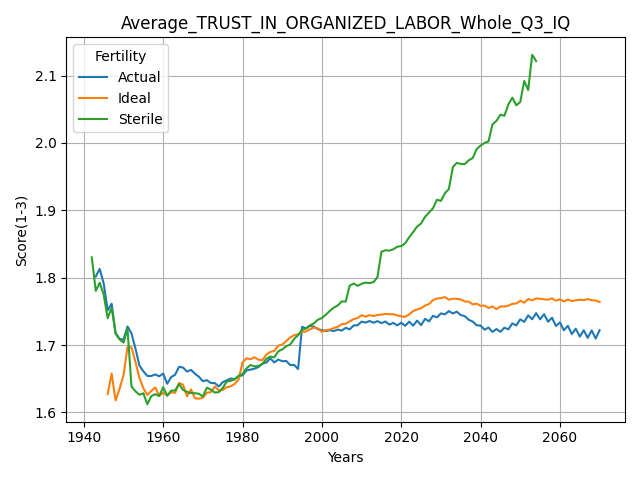 Average_TRUST_IN_ORGANIZED_LABOR_Whole_Q3_IQ
Fertility
Actual
Ideal
Sterile
Score(1-3)
2.1
2.0
1.9
1.8
1.7
1.6
1940 1960 1980 2000 2020 2040 2060
Years